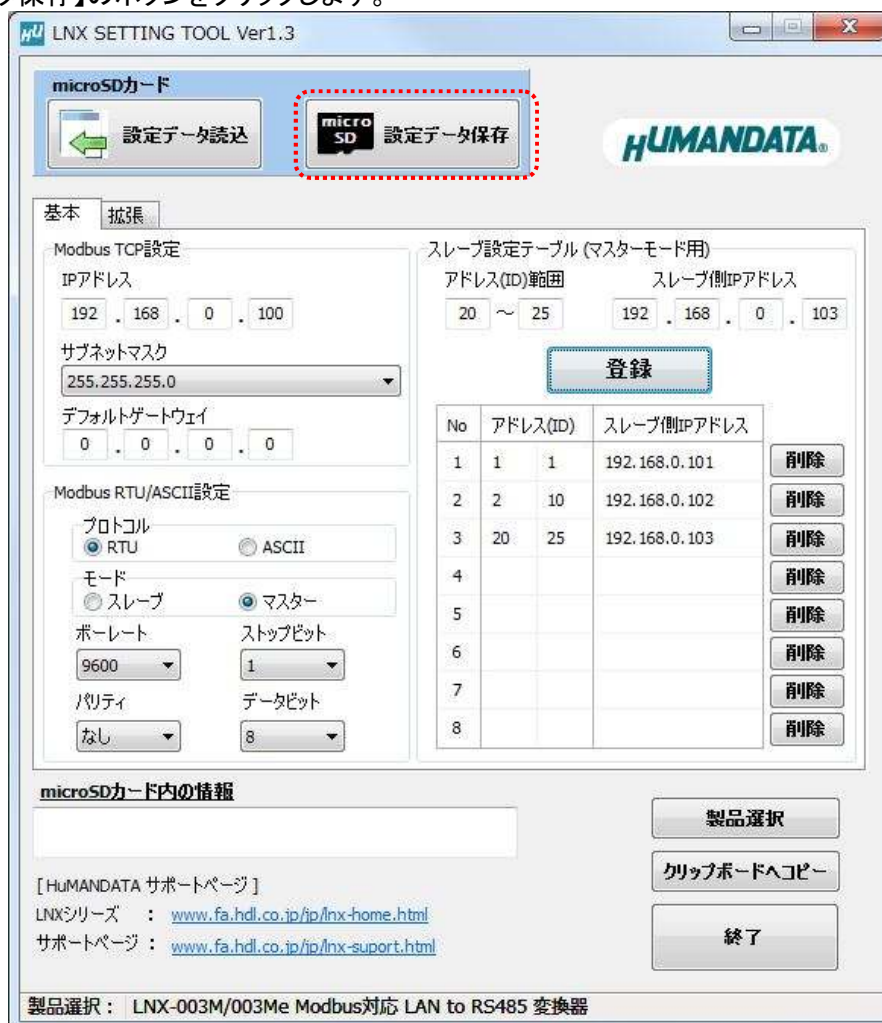 保存】のボタンをクリックします。
LNX SETTING TOOL Ver1.3
microSDカード
設定データ読込
micro SD 設定データ保存
HUMANDATA®
基本 拡張
Modbus TCP設定
IPアドレス
192 . 168 . 0 . 100
サブネットマスク
255.255.255.0
デフォルトゲートウェイ
0 . 0 . 0 . 0
Modbus RTU/ASCII設定
プロトコル
RTU ASCII
モード
スレーブ マスター
ボーレート ストップビット
9600 1
パリティ データビット
なし 8
スレーブ設定テーブル (マスターモード用)
アドレス(ID)範囲 スレーブ側IPアドレス
20 ～ 25 192 . 168 . 0 . 103
登録
No アドレス(ID) スレーブ側IPアドレス
1 1 1 192.168.0.101 削除
2 2 10 192.168.0.102 削除
3 20 25 192.168.0.103 削除
4 削除
5 削除
6 削除
7 削除
8 削除
microSDカード内の情報
製品選択
クリップボードへコピー
終了
[ HuMANDATA サポートページ ]
LNXシリーズ : www.fa.hdl.co.jp/jp/lnx-home.html
サポートページ : www.fa.hdl.co.jp/jp/lnx-suport.html
製品選択 : LNX-003M/003Me Modbus対応 LAN to RS485 変換器